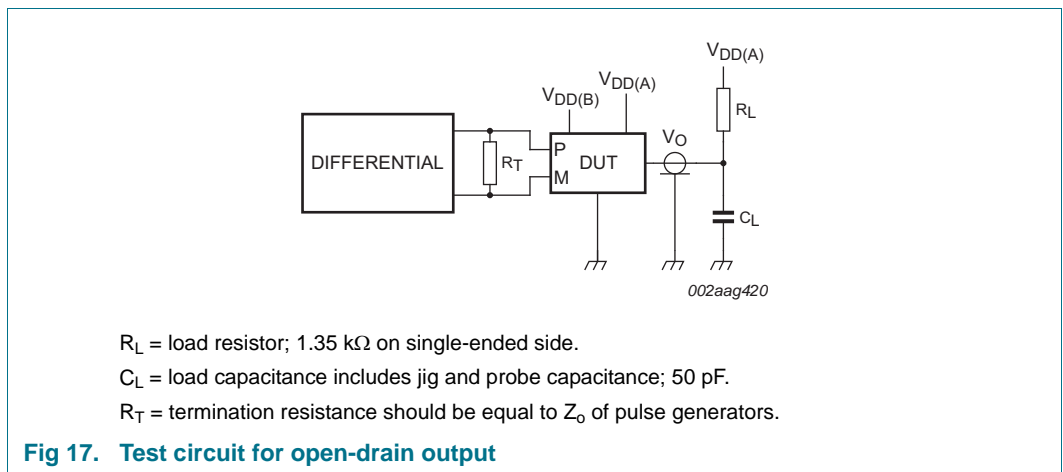 VDD(A)
VDD(A)
VDD(B)
RL
VO
DIFFERENTIAL
RT
P
DUT
M
CL
002aag420
RL = load resistor; 1.35 kΩ on single-ended side.
CL = load capacitance includes jig and probe capacitance; 50 pF.
RT = termination resistance should be equal to Zo of pulse generators.
Fig 17. Test circuit for open-drain output